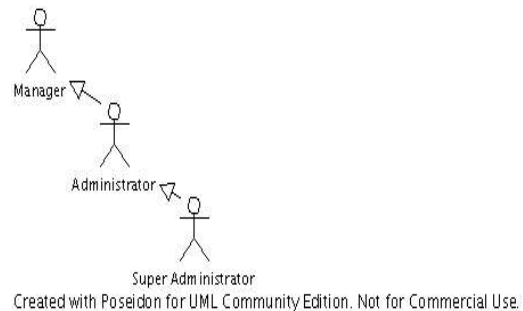 Manager
Administrator
Super Administrator
Created with Poseidon for UML Community Edition. Not for Commercial Use.